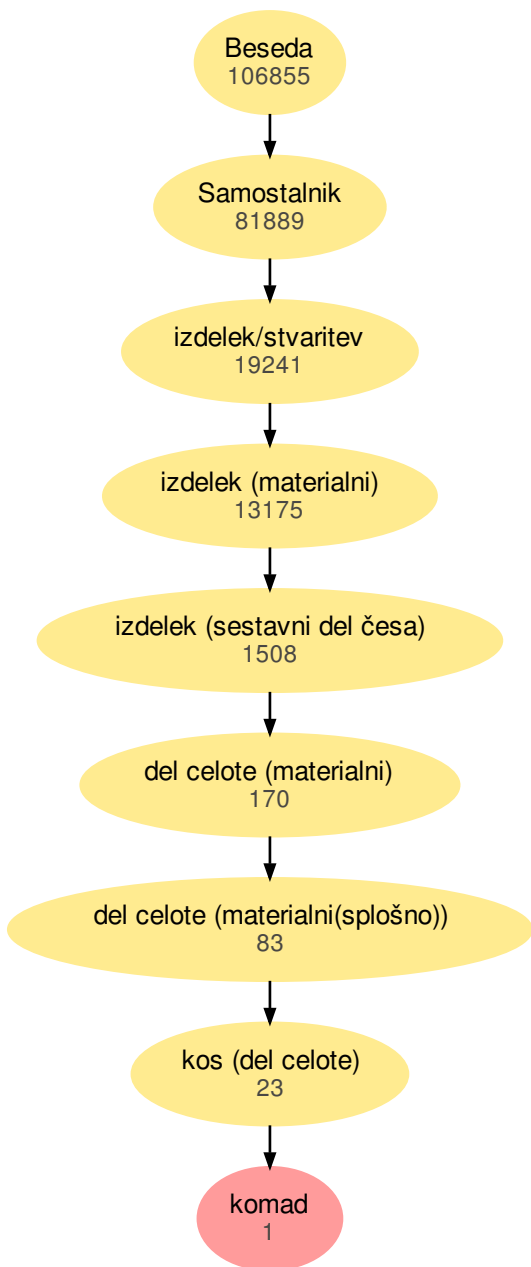 Beseda
106855
Samostalnik
81889
izdelek/stvaritev
19241
izdelek (materialni)
13175
izdelek (sestavni del česa)
1508
del celote (materialni)
170
del celote (materialni(splošno))
83
kos (del celote)
23
komad
1